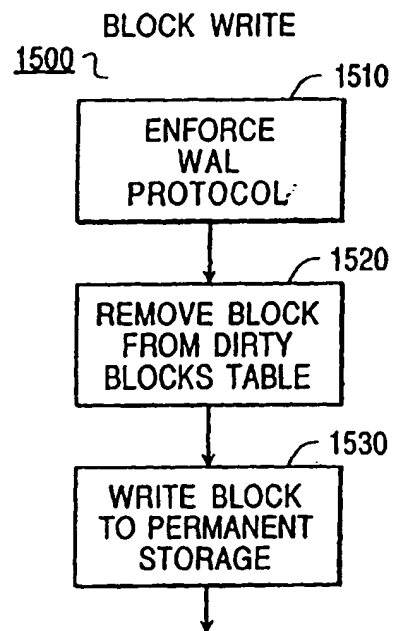 BLOCK WRITE
1500
1510
ENFORCE
WAL
PROTOCOL
1520
REMOVE BLOCK
FROM DIRTY
BLOCKS TABLE
1530
WRITE BLOCK
TO PERMANENT
STORAGE